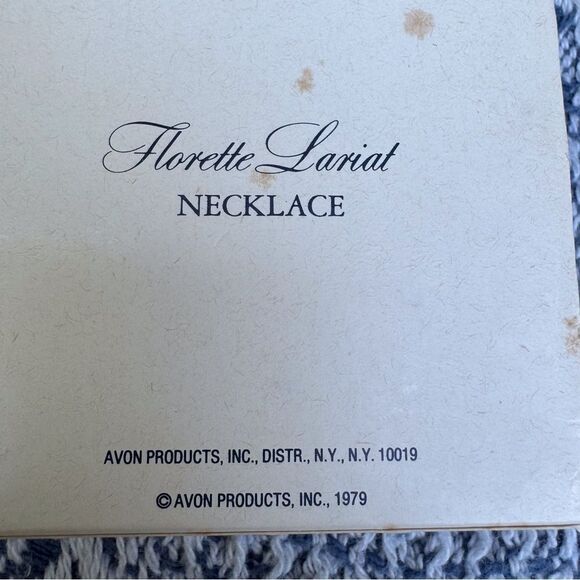 Florette Lariat
NECKLACE
AVON PRODUCTS, INC., DISTR., N.Y., N.Y. 10019
© AVON PRODUCTS, INC., 1979